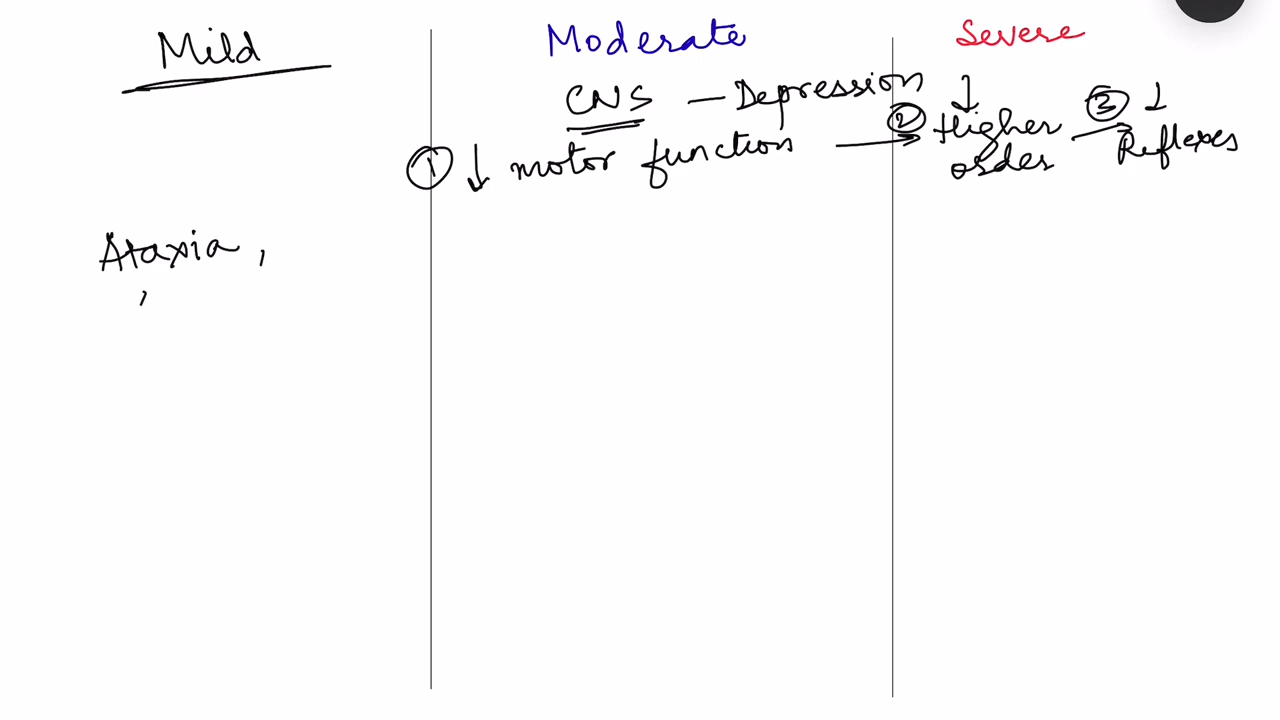 Mild
Moderate
Severe
CNS — Depression
① ↓ motor function → ② ↓ Higher order → ③ ↓ Reflexes
Ataxia ,
,